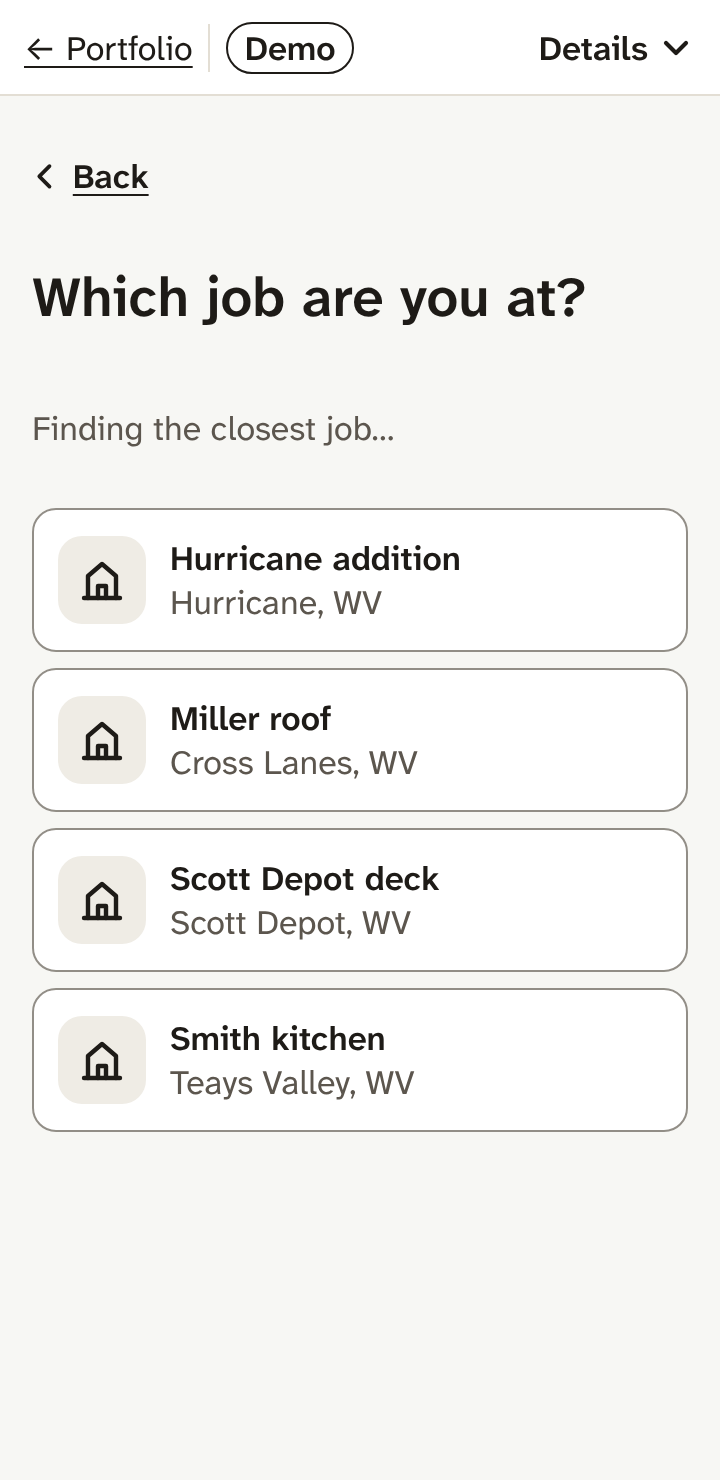 ← Portfolio
Demo
Details
Back
Which job are you at?
Finding the closest job...
Hurricane addition
Hurricane, WV
Miller roof
Cross Lanes, WV
Scott Depot deck
Scott Depot, WV
Smith kitchen
Teays Valley, WV